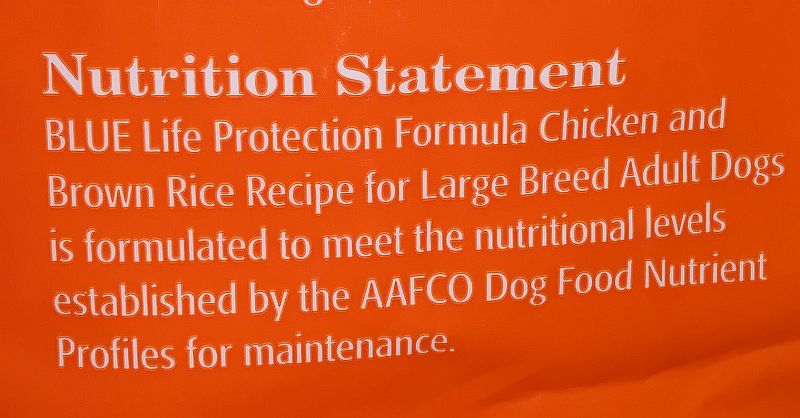 Nutrition Statement
BLUE Life Protection Formula Chicken and
Brown Rice Recipe for Large Breed Adult Dogs
is formulated to meet the nutritional levels
established by the AAFCO Dog Food Nutrient
Profiles for maintenance.